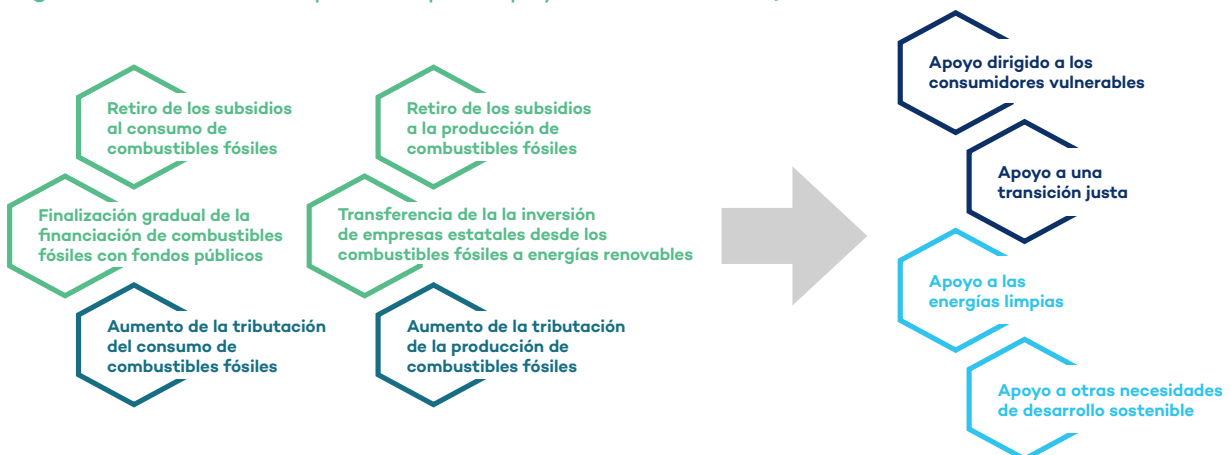 Retiro de los subsidios
al consumo de
combustibles fósiles
Retiro de los subsidios
a la producción de
combustibles fósiles
Finalización gradual de la
financiación de combustibles
fósiles con fondos públicos
Transferencia de la la inversión
de empresas estatales desde los
combustibles fósiles a energías renovables
Aumento de la tributación
del consumo de
combustibles fósiles
Aumento de la tributación
de la producción de
combustibles fósiles
Apoyo dirigido a los
consumidores vulnerables
Apoyo a una
transición justa
Apoyo a las
energías limpias
Apoyo a otras necesidades
de desarrollo sostenible